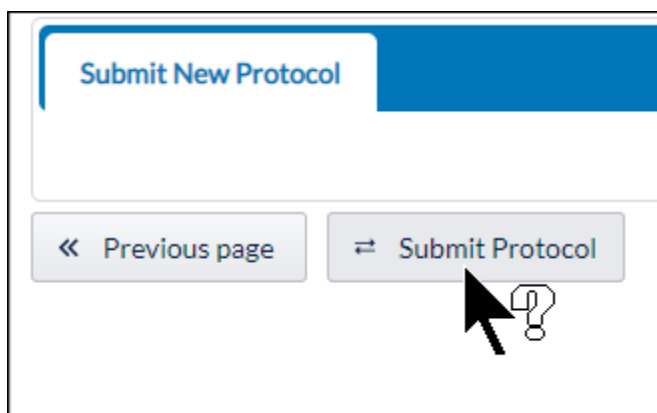 Submit New Protocol
« Previous page
⇄ Submit Protocol